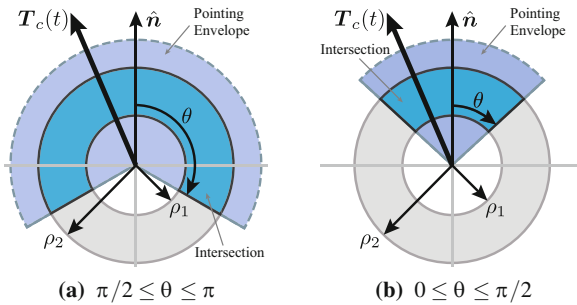 T_c(t)
n̂
Pointing
Envelope
θ
ρ₁
ρ₂
Intersection
(a) π/2 ≤ θ ≤ π
T_c(t)
n̂
Pointing
Envelope
Intersection
θ
ρ₁
ρ₂
(b) 0 ≤ θ ≤ π/2